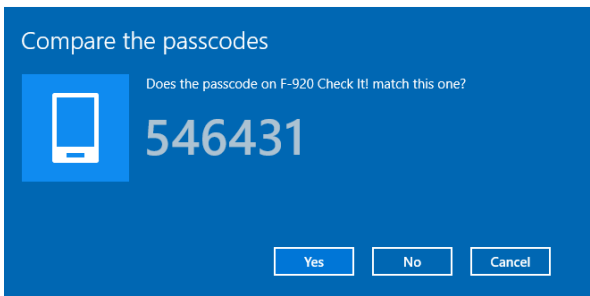 Compare the passcodes
Does the passcode on F-920 Check It! match this one?
546431
Yes
No
Cancel